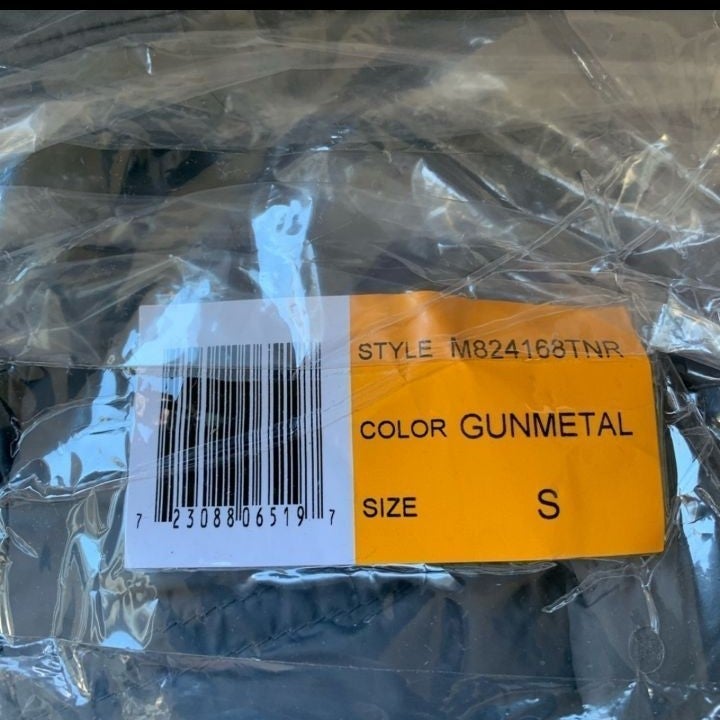 STYLE M824168TNR
COLOR GUNMETAL
SIZE S
7 23088 06519 7